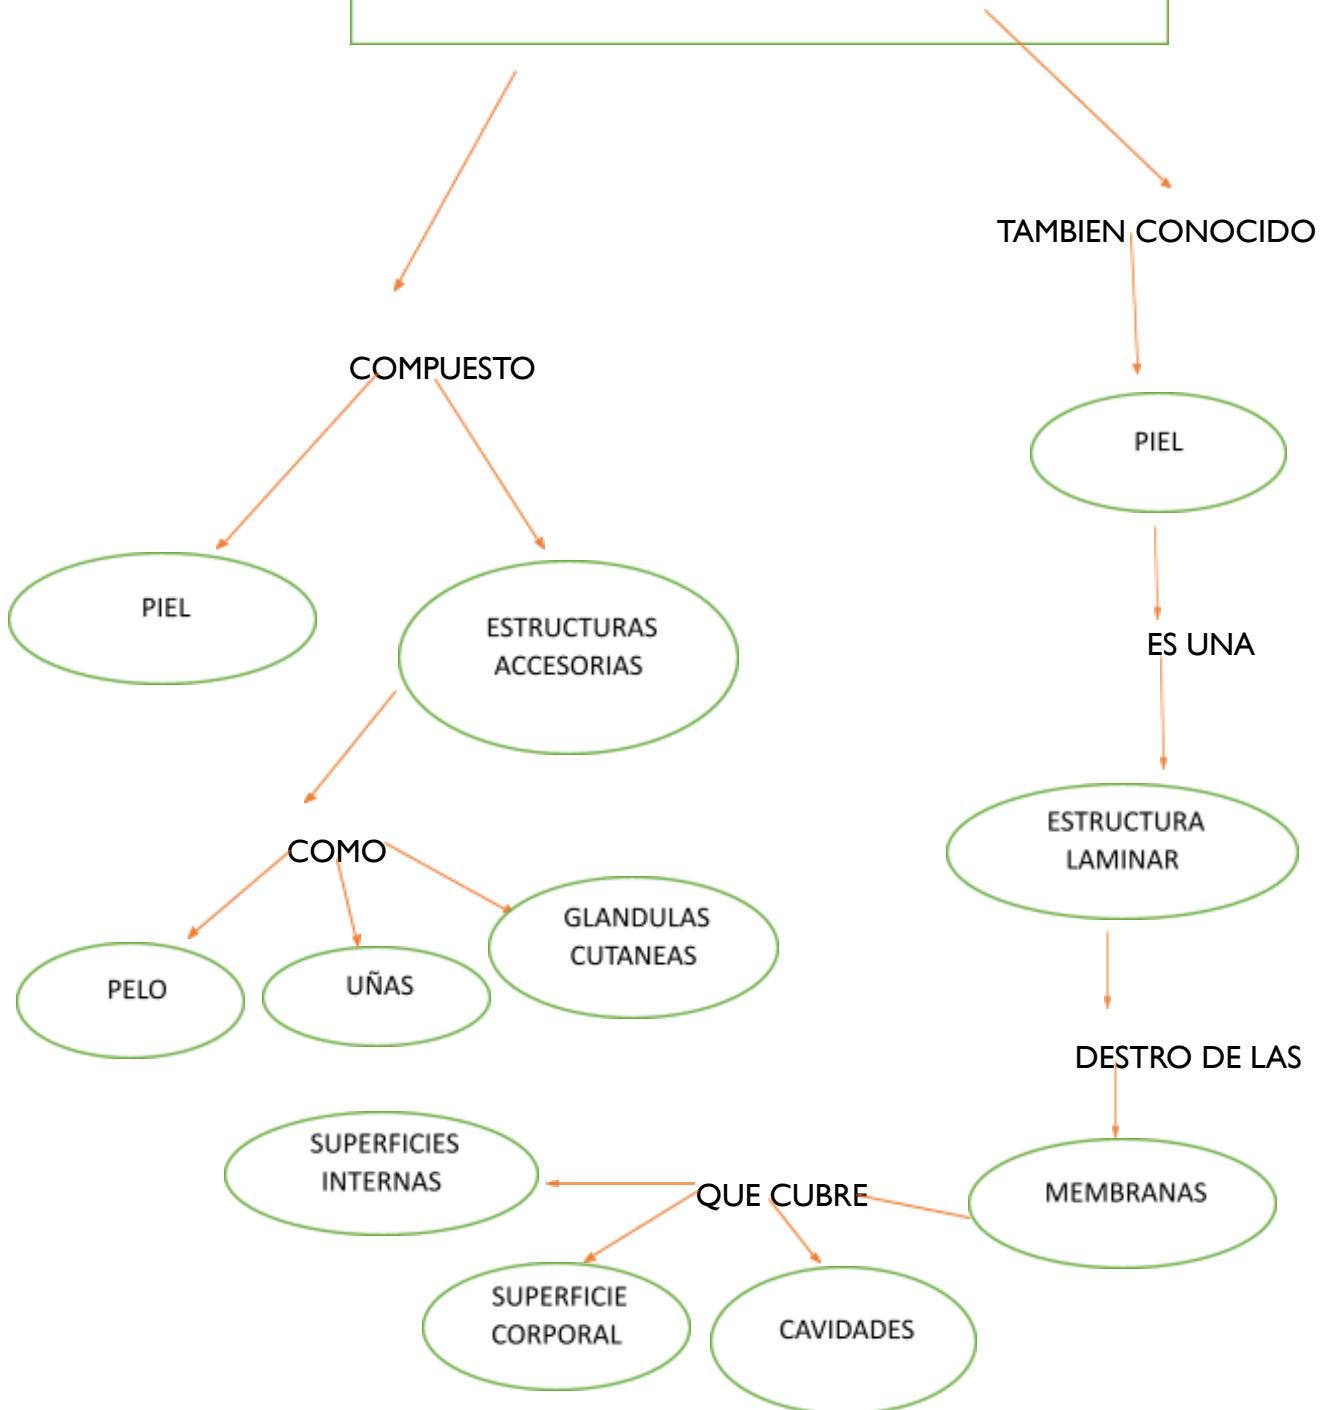 TAMBIEN CONOCIDO
COMPUESTO
PIEL
PIEL
ESTRUCTURAS
ACCESORIAS
ES UNA
ESTRUCTURA
LAMINAR
COMO
GLANDULAS
CUTANEAS
PELO
UÑAS
DESTRO DE LAS
SUPERFICIES
INTERNAS
QUE CUBRE
MEMBRANAS
SUPERFICIE
CORPORAL
CAVIDADES